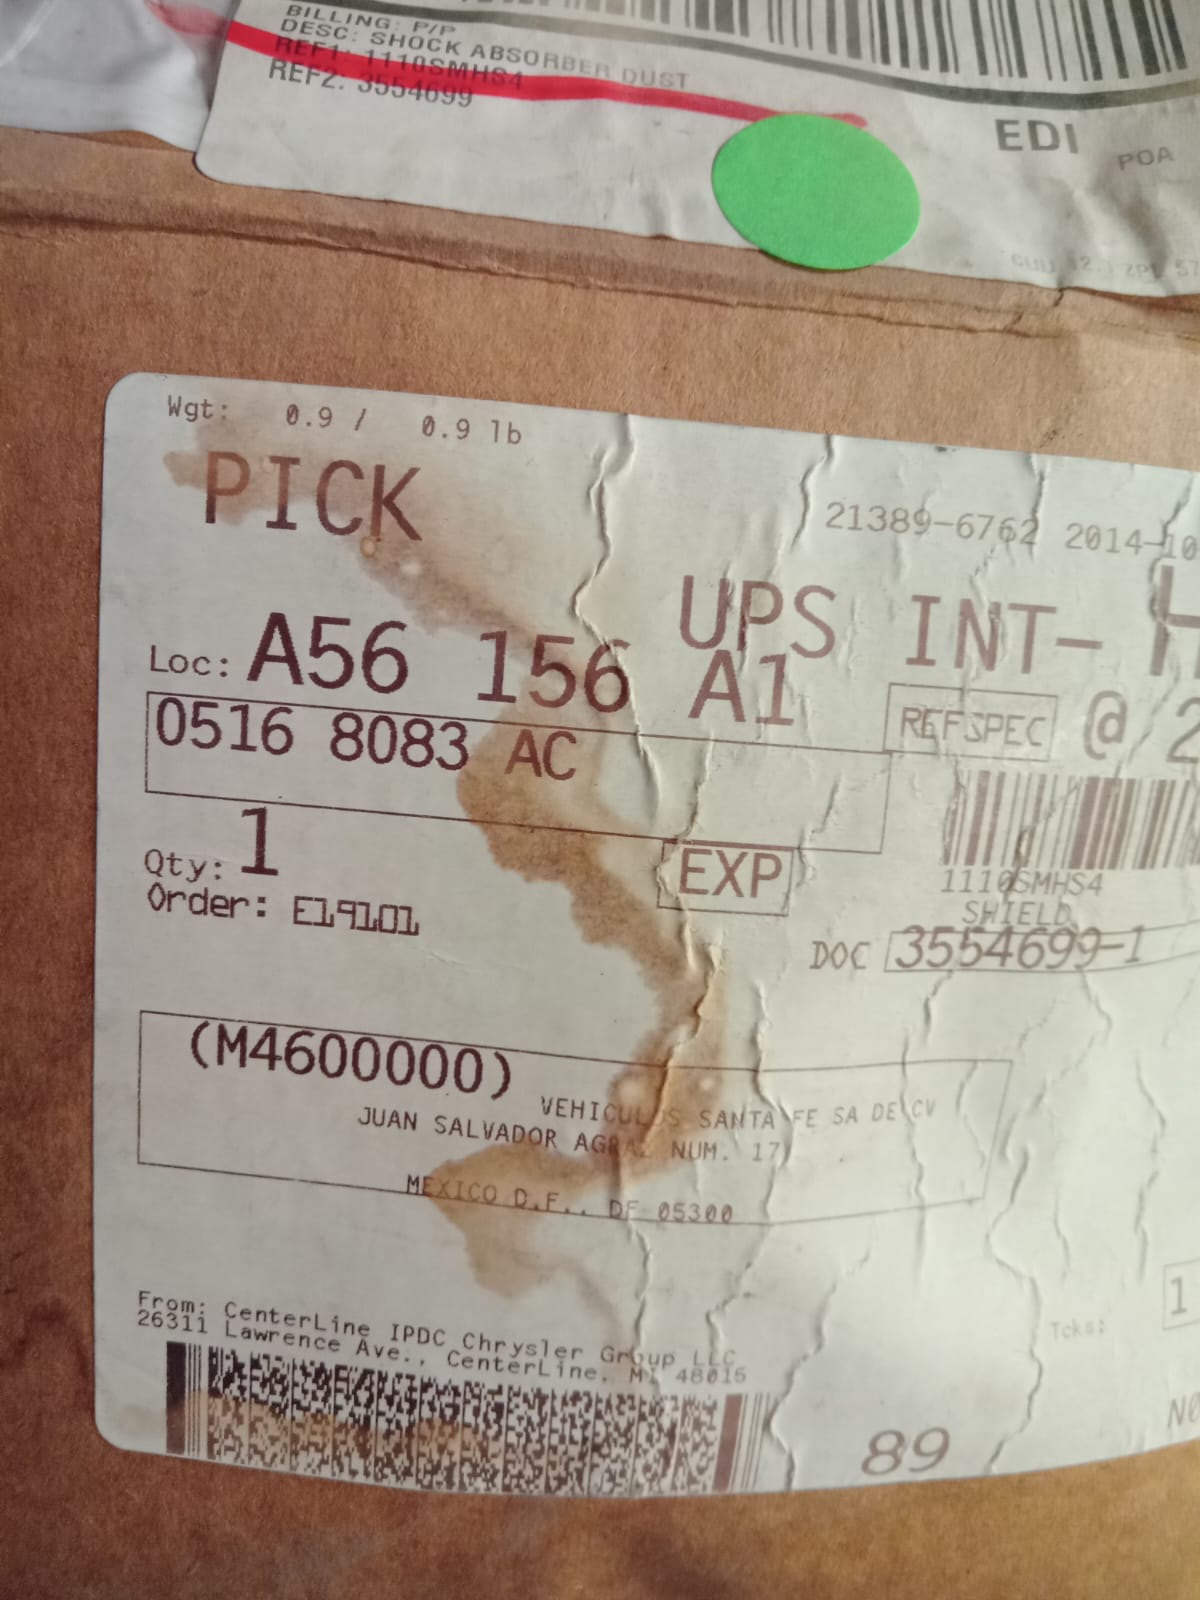 BILLING: P/P
DESC: SHOCK ABSORBER DUST
REF1: 1110SMHS4
REF2: 3554699
EDI
POA
Wgt: 0.9 / 0.9 lb
PICK
21389-6762 2014-10
UPS INT-
Loc: A56 156 A1
REFSPEC @ 2
0516 8083 AC
Qty: 1
EXP
1110SMHS4
SHIELD
Order: E19101
DOC 3554699-1
(M4600000)
VEHICULOS SANTA FE SA DE CV
JUAN SALVADOR AGRAZ NUM. 17
MEXICO D.F., DF 05300
From: CenterLine IPDC Chrysler Group LLC
26311 Lawrence Ave., CenterLine, MI 48015
Tcks:
1
89